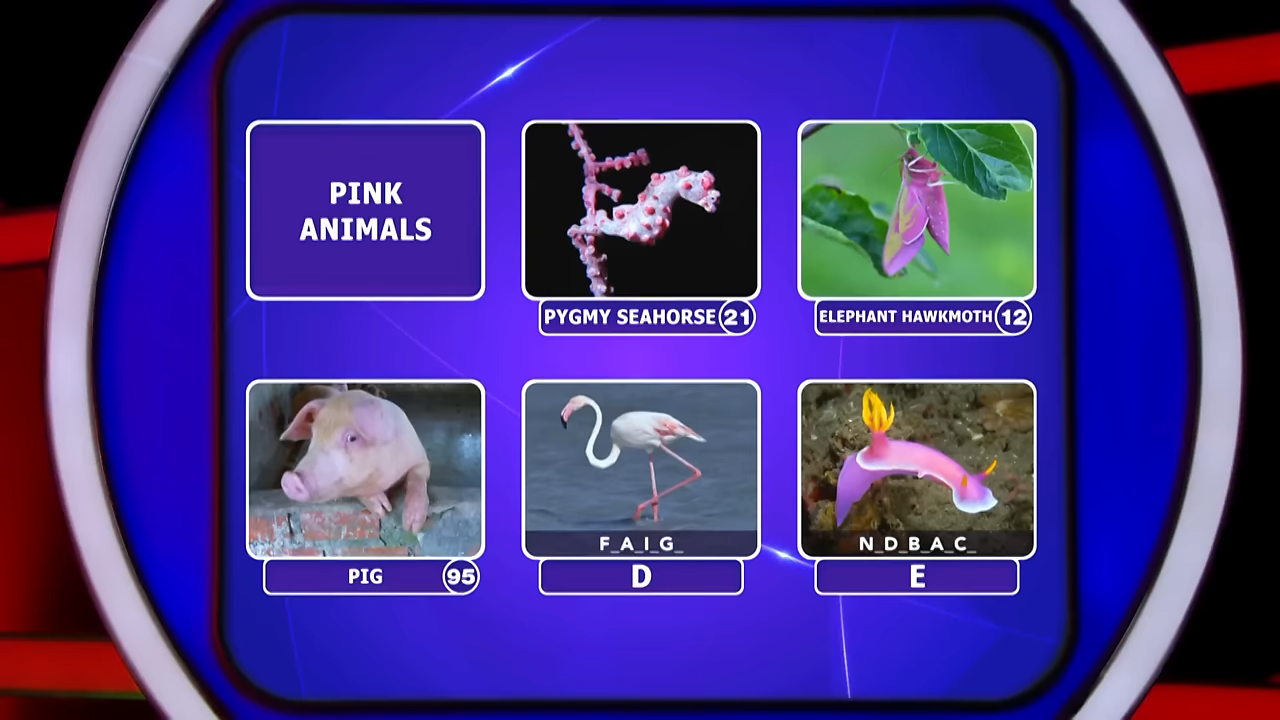 PINK
ANIMALS
PYGMY SEAHORSE 21
ELEPHANT HAWKMOTH 12
PIG 95
F_A_I_G_
D
N_D_B_A_C_
E